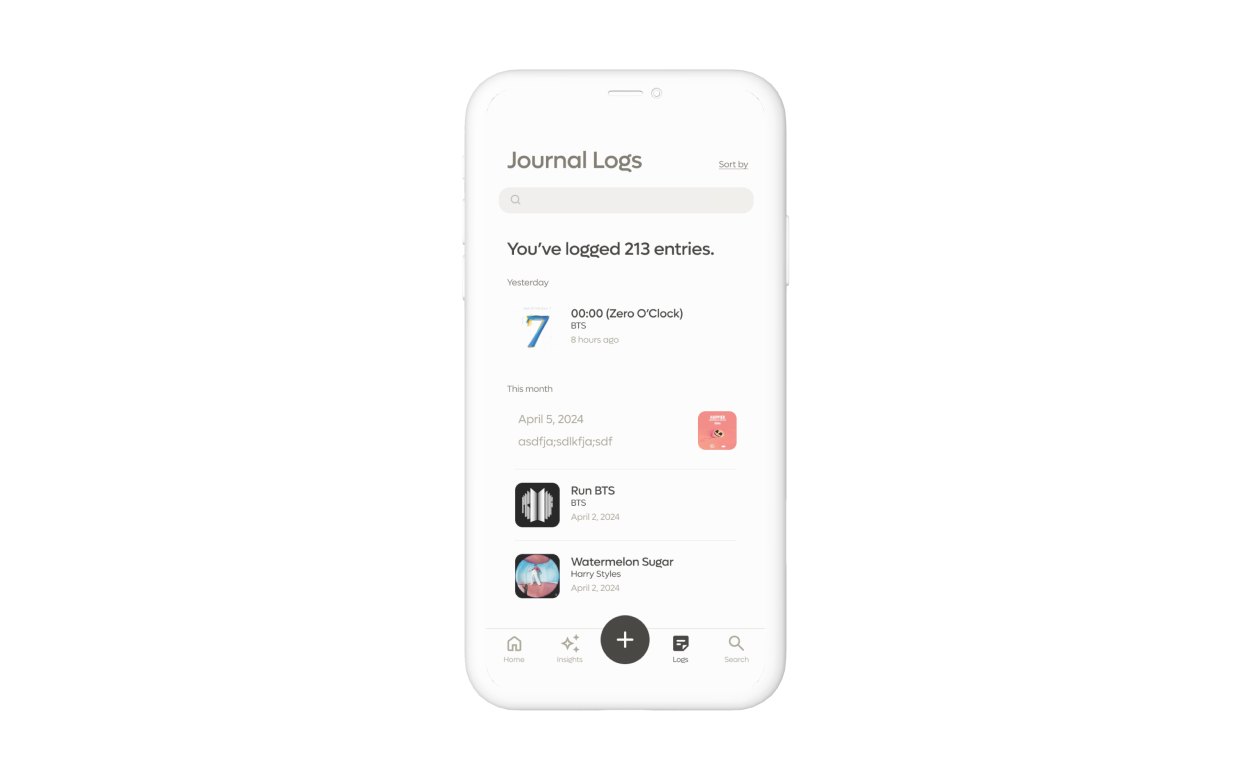 Journal Logs
Sort by
You've logged 213 entries.
Yesterday
7
00:00 (Zero O'Clock)
BTS
8 hours ago
This month
April 5, 2024
asdfja;sdlkfja;sdf
Run BTS
BTS
April 2, 2024
Watermelon Sugar
Harry Styles
April 2, 2024
Home
Insights
Logs
Search